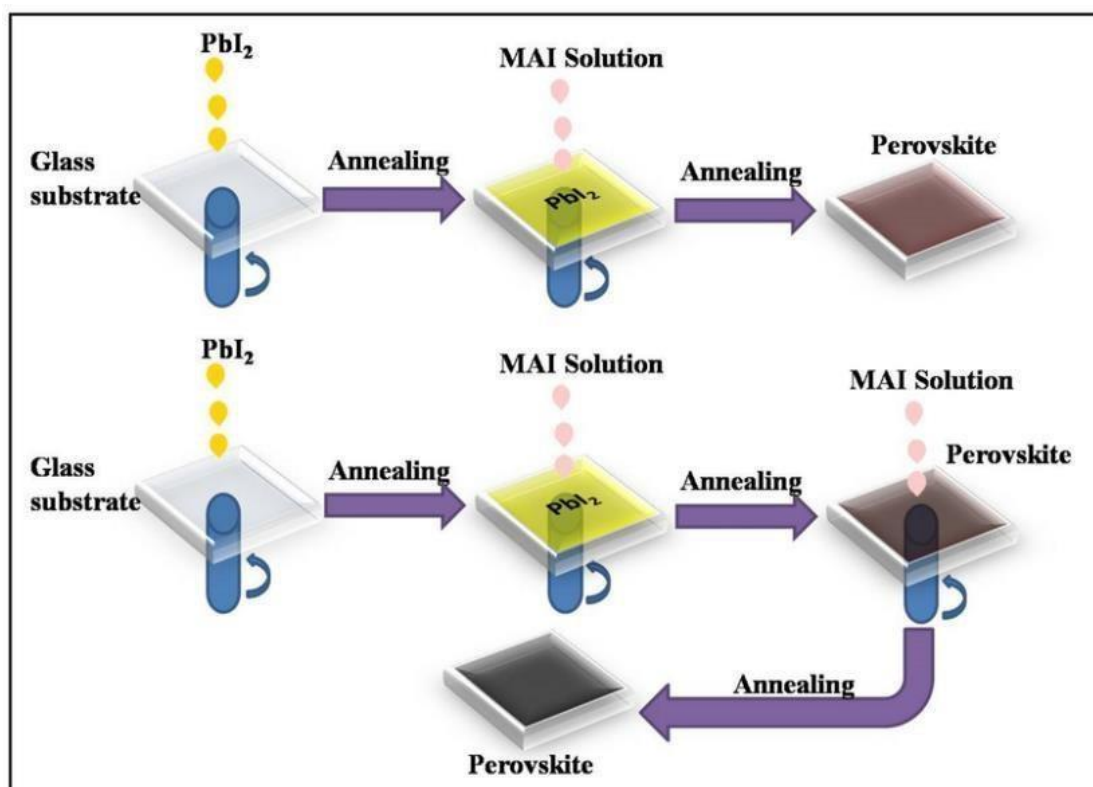 PbI₂
MAI Solution
Glass
substrate
Annealing
PbI₂
Annealing
Perovskite
PbI₂
MAI Solution
MAI Solution
Glass
substrate
Annealing
PbI₂
Annealing
Perovskite
Annealing
Perovskite